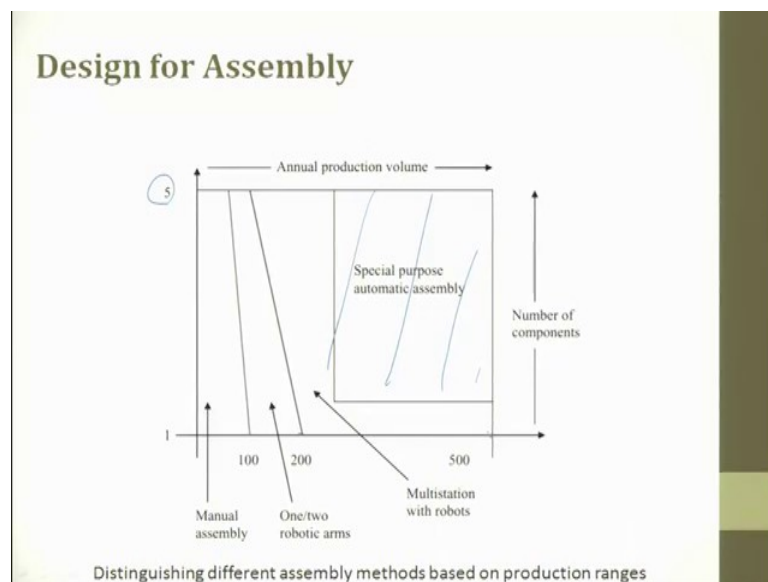 Design for Assembly
Annual production volume
5
Special purpose
automatic assembly
Number of
components
1
100
200
500
Manual
assembly
One/two
robotic arms
Multistation
with robots
Distinguishing different assembly methods based on production ranges